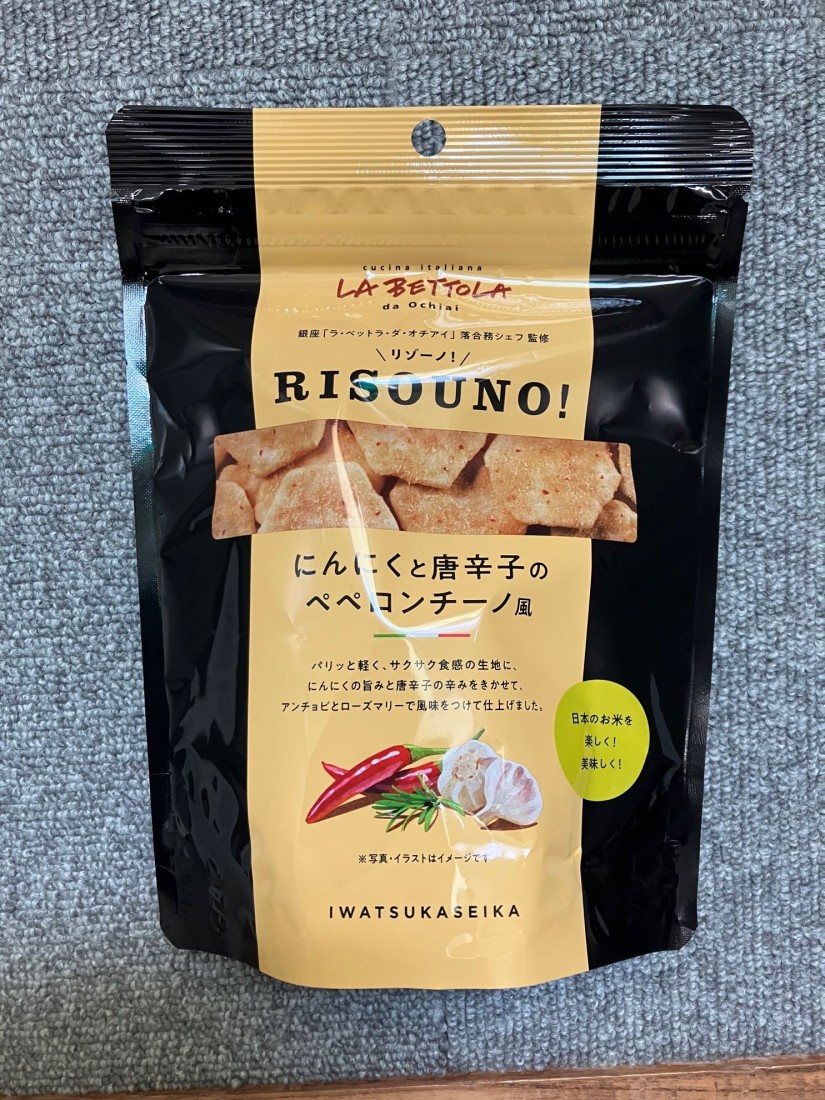 cucina italiana
LA BETTOLA
da Ochiai
銀座「ラ・ベットラ・ダ・オチアイ」落合務シェフ 監修
\ リゾーノ! /
RISOUNO!
にんにくと唐辛子の
ペペロンチーノ風
パリッと軽く、サクサク食感の生地に、
にんにくの旨みと唐辛子の辛みをきかせて、
アンチョビとローズマリーで風味をつけて仕上げました。
日本のお米を
楽しく!
美味しく!
※写真・イラストはイメージです
IWATSUKASEIKA